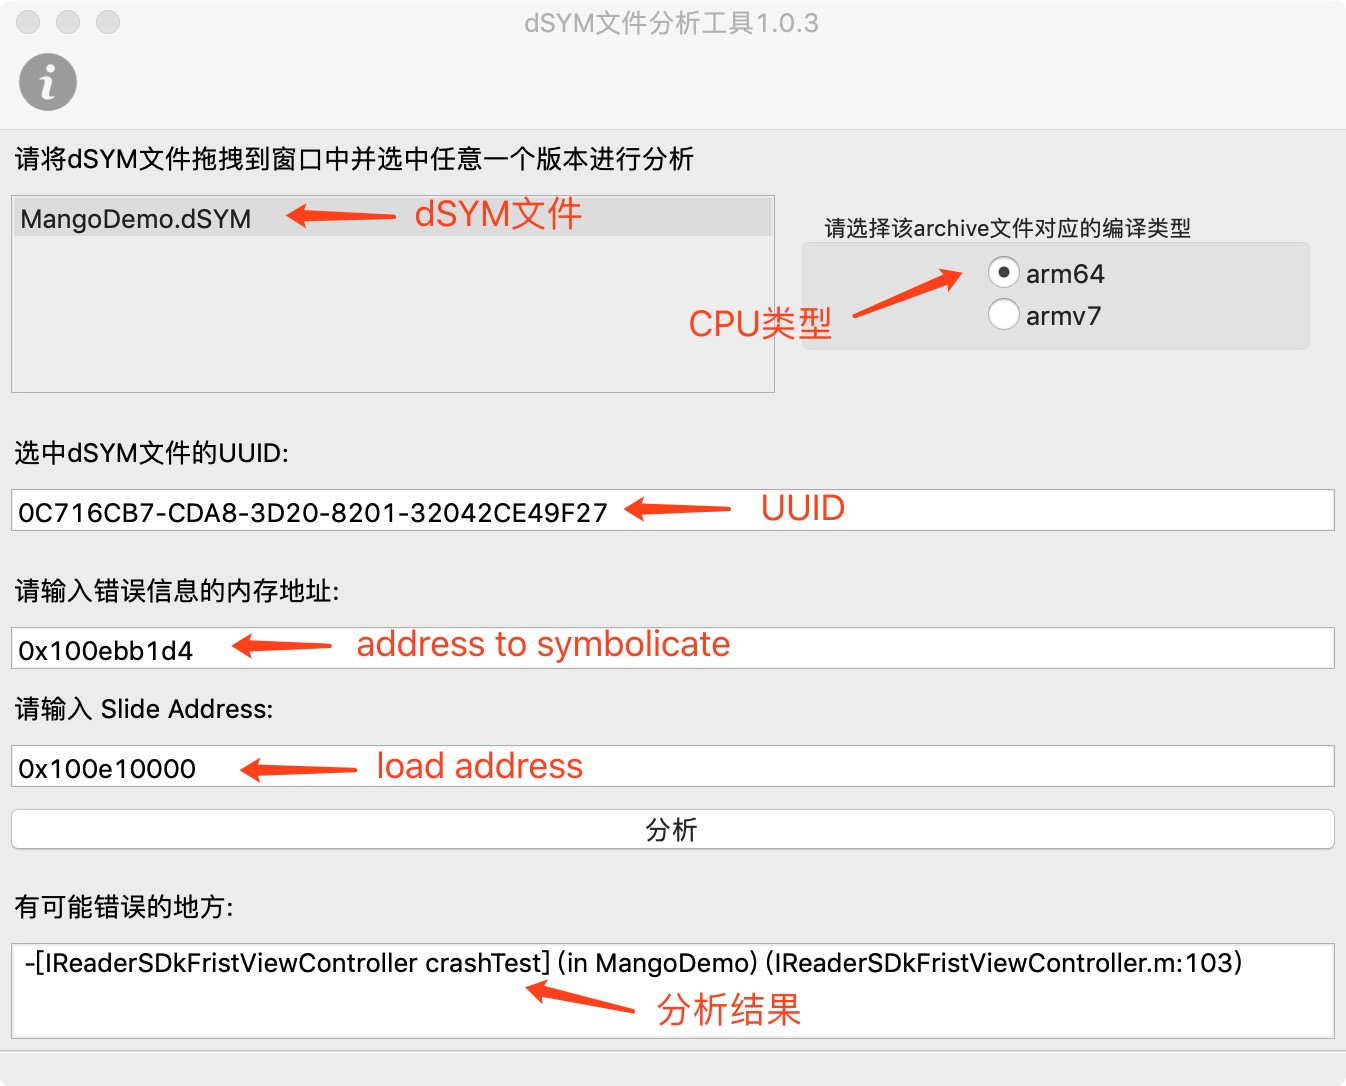 dSYM文件分析工具1.0.3
请将dSYM文件拖拽到窗口中并选中任意一个版本进行分析
MangoDemo.dSYM
dSYM文件
请选择该archive文件对应的编译类型
arm64
armv7
CPU类型
选中dSYM文件的UUID:
0C716CB7-CDA8-3D20-8201-32042CE49F27
UUID
请输入错误信息的内存地址:
0x100ebb1d4
address to symbolicate
请输入 Slide Address:
0x100e10000
load address
分析
有可能错误的地方:
-[IReaderSDkFristViewController crashTest] (in MangoDemo) (IReaderSDkFristViewController.m:103)
分析结果